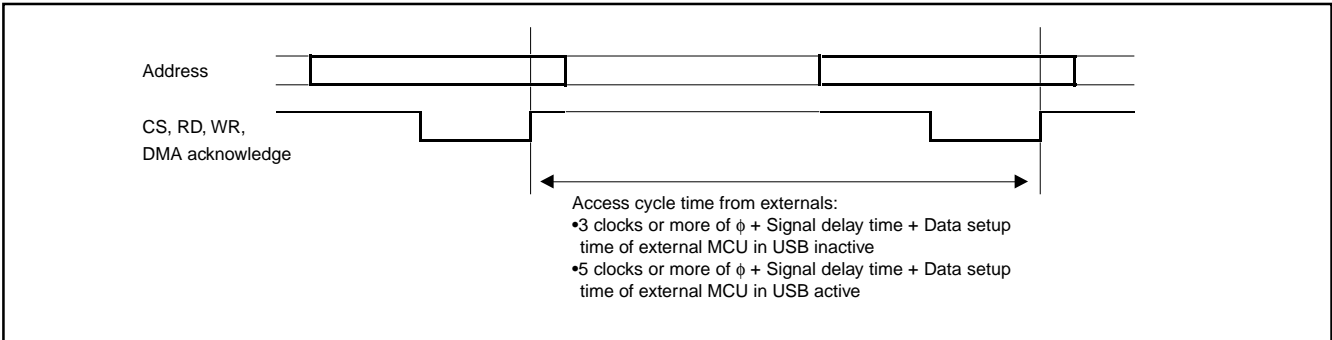 Address
CS, RD, WR,
DMA acknowledge
Access cycle time from externals:
•3 clocks or more of ϕ + Signal delay time + Data setup
time of external MCU in USB inactive
•5 clocks or more of ϕ + Signal delay time + Data setup
time of external MCU in USB active